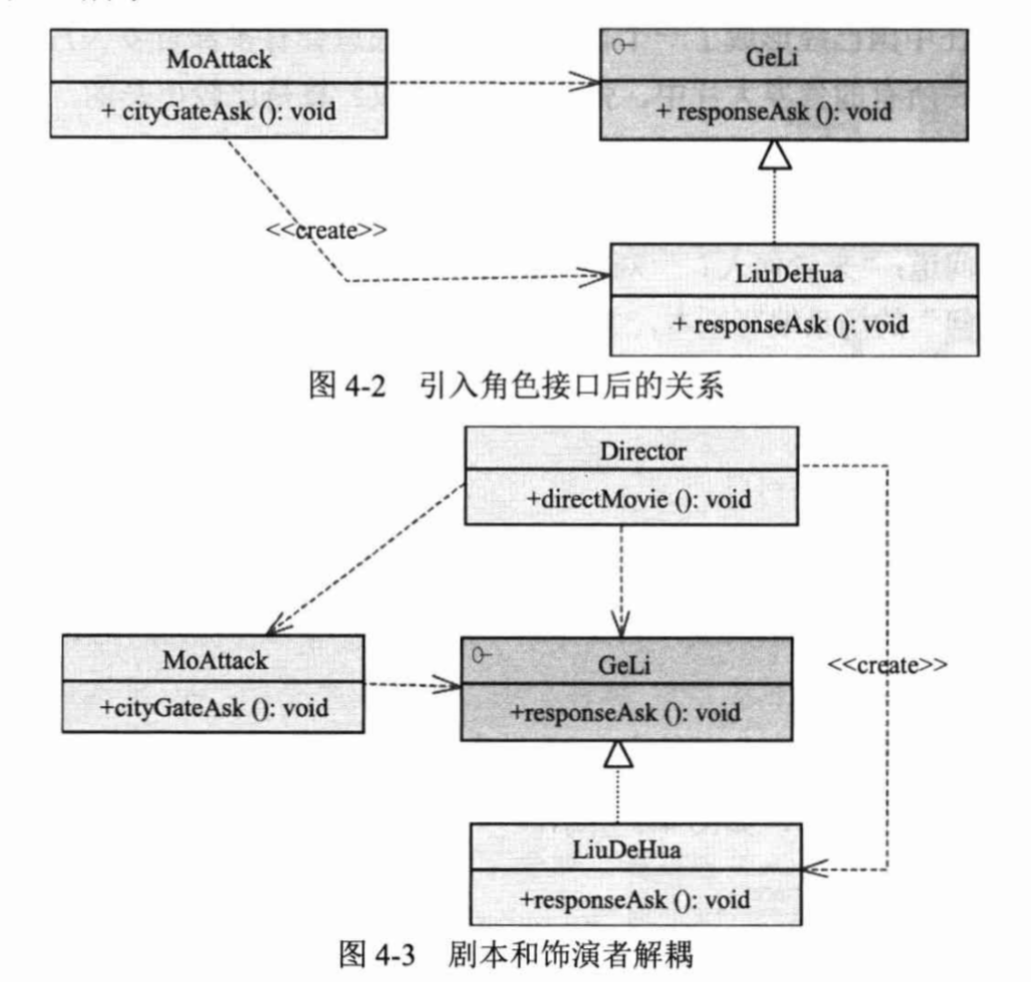 MoAttack
+ cityGateAsk (): void
GeLi
+ responseAsk (): void
<<create>>
LiuDeHua
+ responseAsk (): void
图 4-2 引入角色接口后的关系
Director
+directMovie (): void
MoAttack
+cityGateAsk (): void
GeLi
+responseAsk (): void
<<create>>
LiuDeHua
+responseAsk (): void
图 4-3 剧本和饰演者解耦